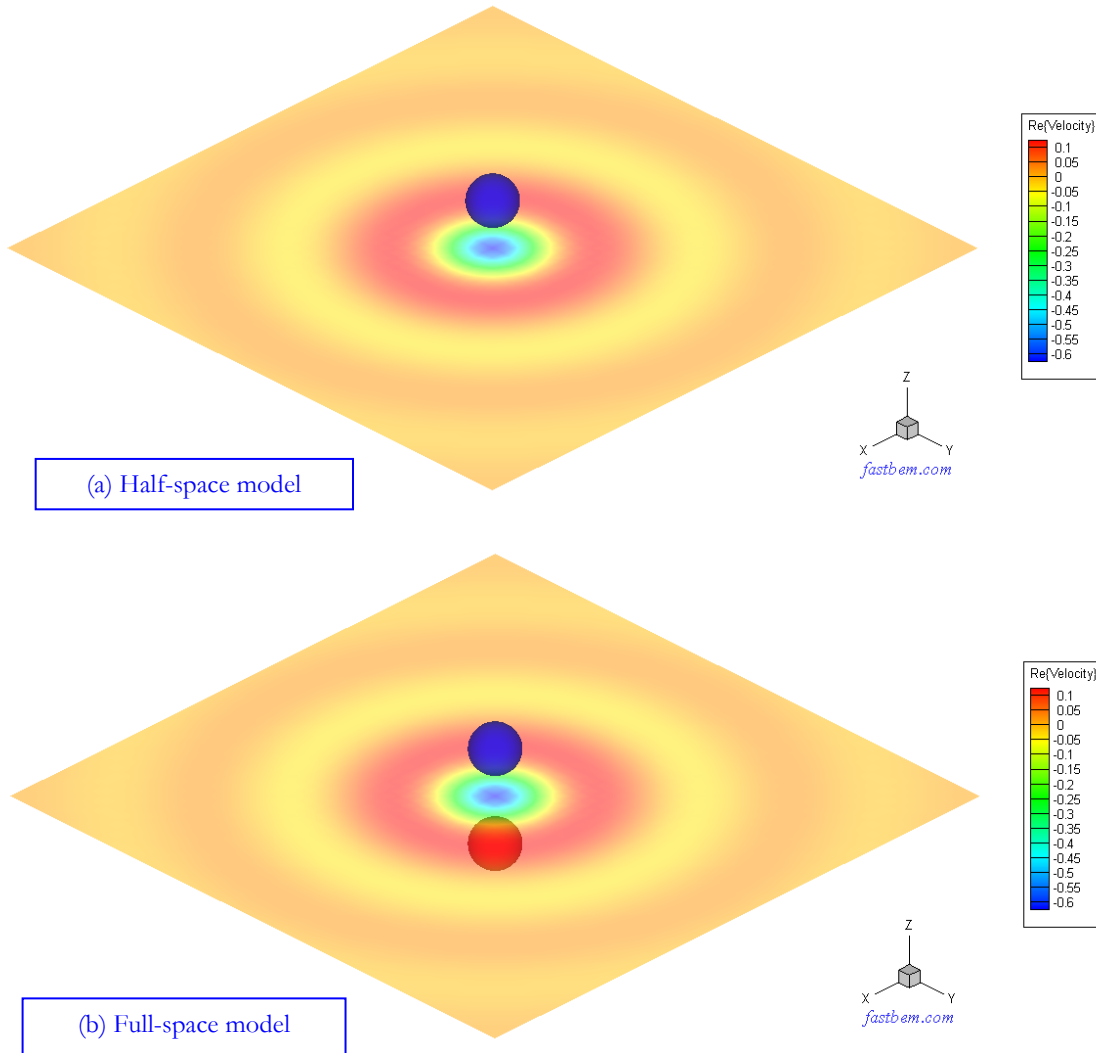 Re{Velocity}
0.1
0.05
0
-0.05
-0.1
-0.15
-0.2
-0.25
-0.3
-0.35
-0.4
-0.45
-0.5
-0.55
-0.6
Z
X
Y
fastbem.com
(a) Half-space model
Re{Velocity}
0.1
0.05
0
-0.05
-0.1
-0.15
-0.2
-0.25
-0.3
-0.35
-0.4
-0.45
-0.5
-0.55
-0.6
Z
X
Y
fastbem.com
(b) Full-space model